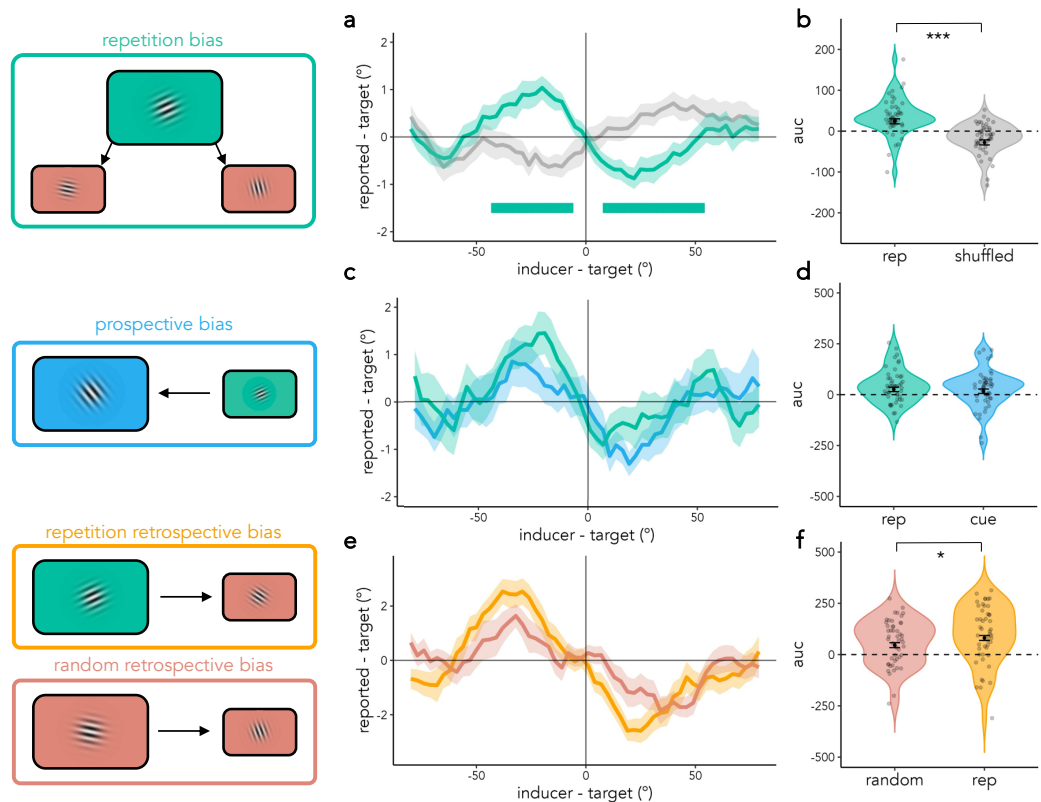 repetition bias
a
reported - target (°)
2
1
0
-1
-2
-50
0
50
inducer - target (°)
b
***
auc
200
100
0
-100
-200
rep
shuffled
prospective bias
c
reported - target (°)
2
1
0
-1
-2
-50
0
50
inducer - target (°)
d
auc
500
250
0
-250
-500
rep
cue
repetition retrospective bias
random retrospective bias
e
reported - target (°)
2
0
-2
-50
0
50
inducer - target (°)
f
*
auc
500
250
0
-250
-500
random
rep